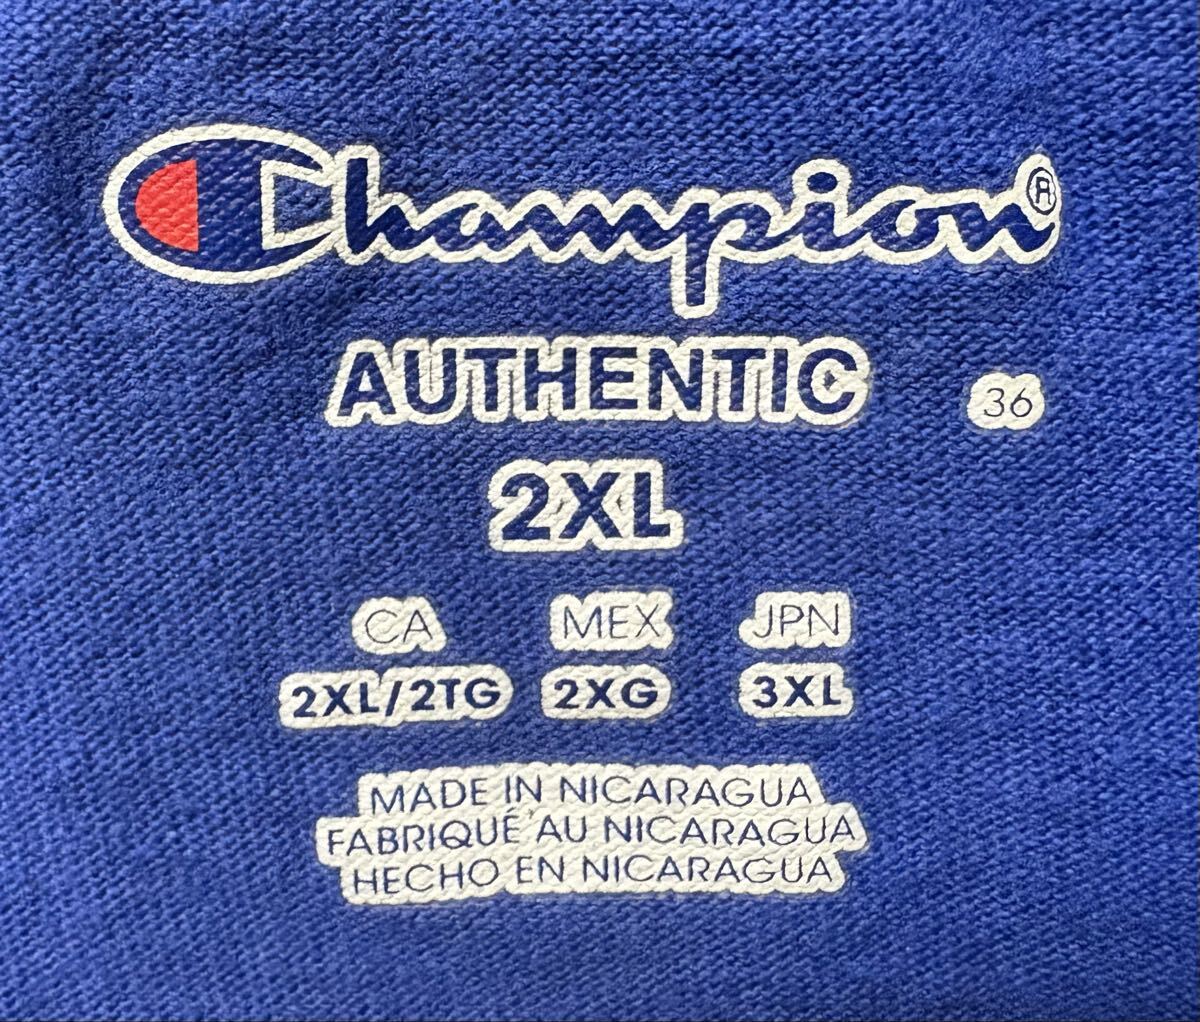 Champion®
AUTHENTIC
36
2XL
CA MEX JPN
2XL/2TG 2XG 3XL
MADE IN NICARAGUA
FABRIQUÉ AU NICARAGUA
HECHO EN NICARAGUA